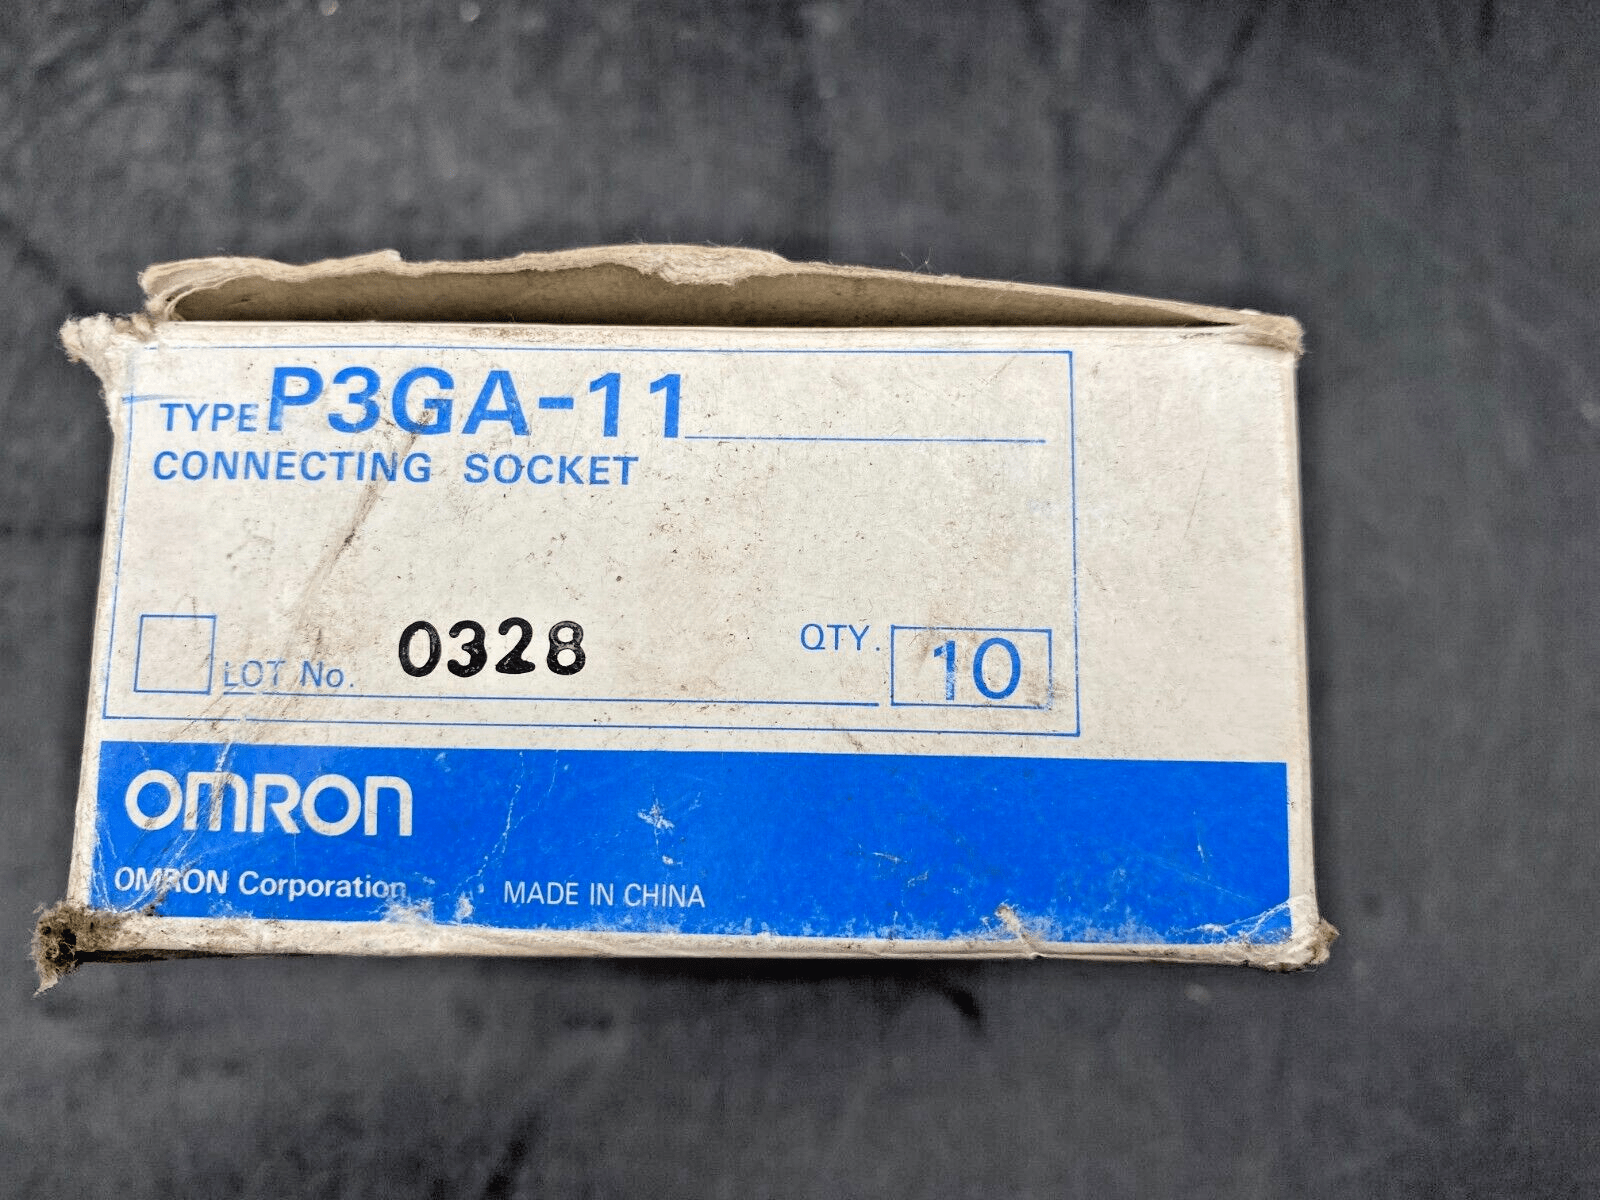 TYPE P3GA-11
CONNECTING SOCKET
LOT No. 0328 QTY. 10
OMRON
OMRON Corporation MADE IN CHINA